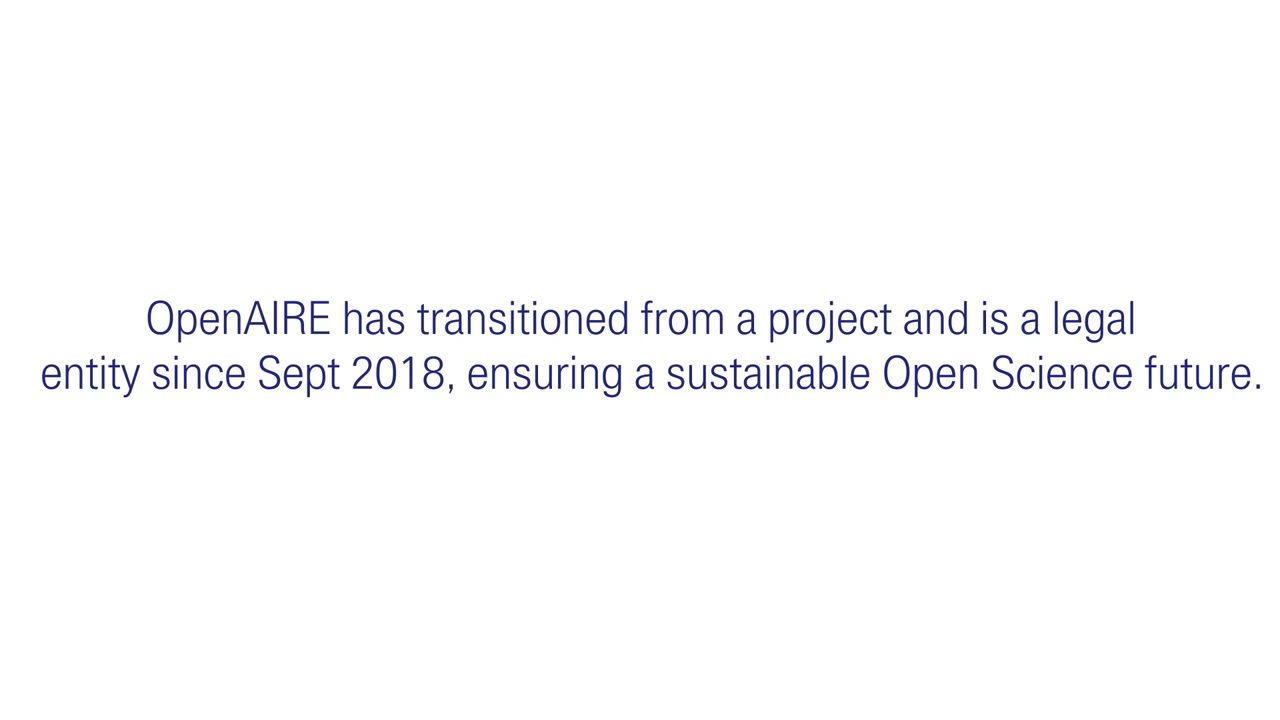 OpenAIRE has transitioned from a project and is a legal
entity since Sept 2018, ensuring a sustainable Open Science future.